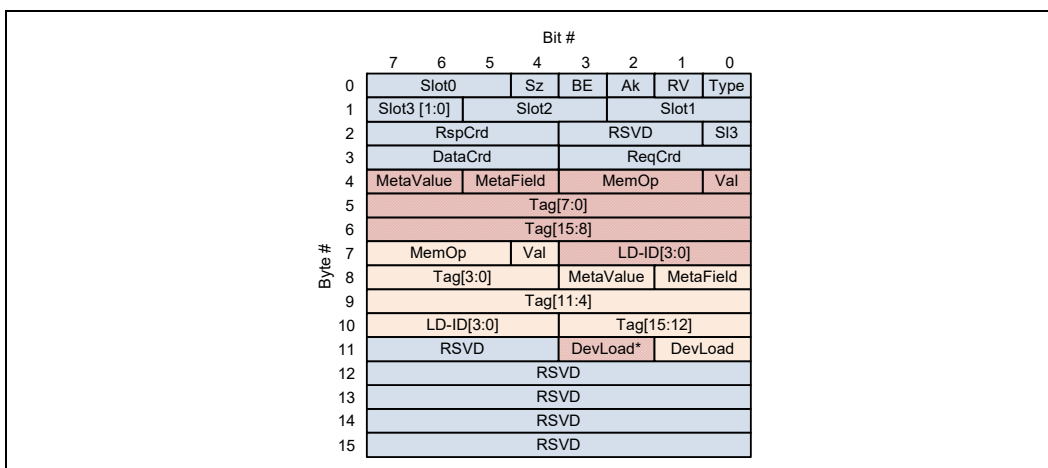 Bit #
7 6 5 4 3 2 1 0
Byte #
0 Slot0 Sz BE Ak RV Type
1 Slot3 [1:0] Slot2 Slot1
2 RspCrd RSVD Sl3
3 DataCrd ReqCrd
4 MetaValue MetaField MemOp Val
5 Tag[7:0]
6 Tag[15:8]
7 MemOp Val LD-ID[3:0]
8 Tag[3:0] MetaValue MetaField
9 Tag[11:4]
10 LD-ID[3:0] Tag[15:12]
11 RSVD DevLoad* DevLoad
12 RSVD
13 RSVD
14 RSVD
15 RSVD